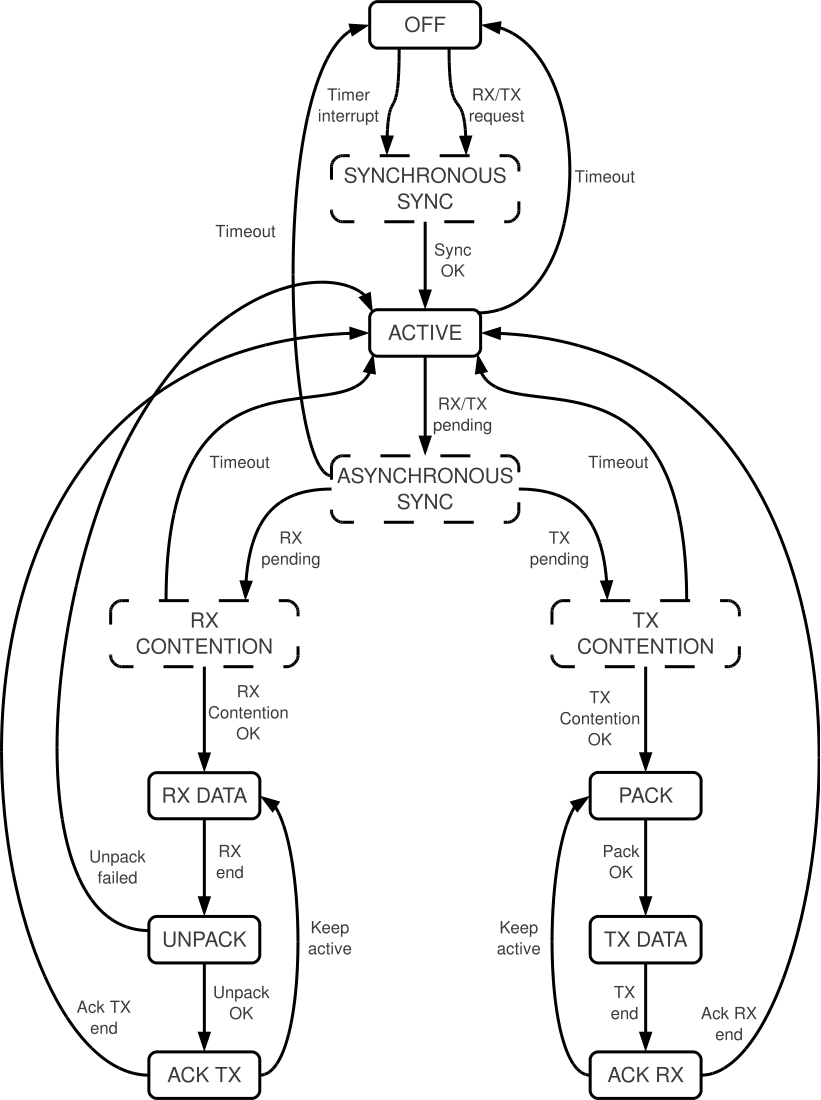 OFF
Timer
interrupt
RX/TX
request
SYNCHRONOUS
SYNC
Timeout
Timeout
Sync
OK
ACTIVE
RX/TX
pending
Timeout
Timeout
ASYNCHRONOUS
SYNC
RX
pending
TX
pending
RX
CONTENTION
TX
CONTENTION
RX
Contention
OK
TX
Contention
OK
RX DATA
PACK
Unpack
failed
RX
end
Pack
OK
UNPACK
Keep
active
Keep
active
TX DATA
Ack TX
end
Unpack
OK
TX
end
Ack RX
end
ACK TX
ACK RX